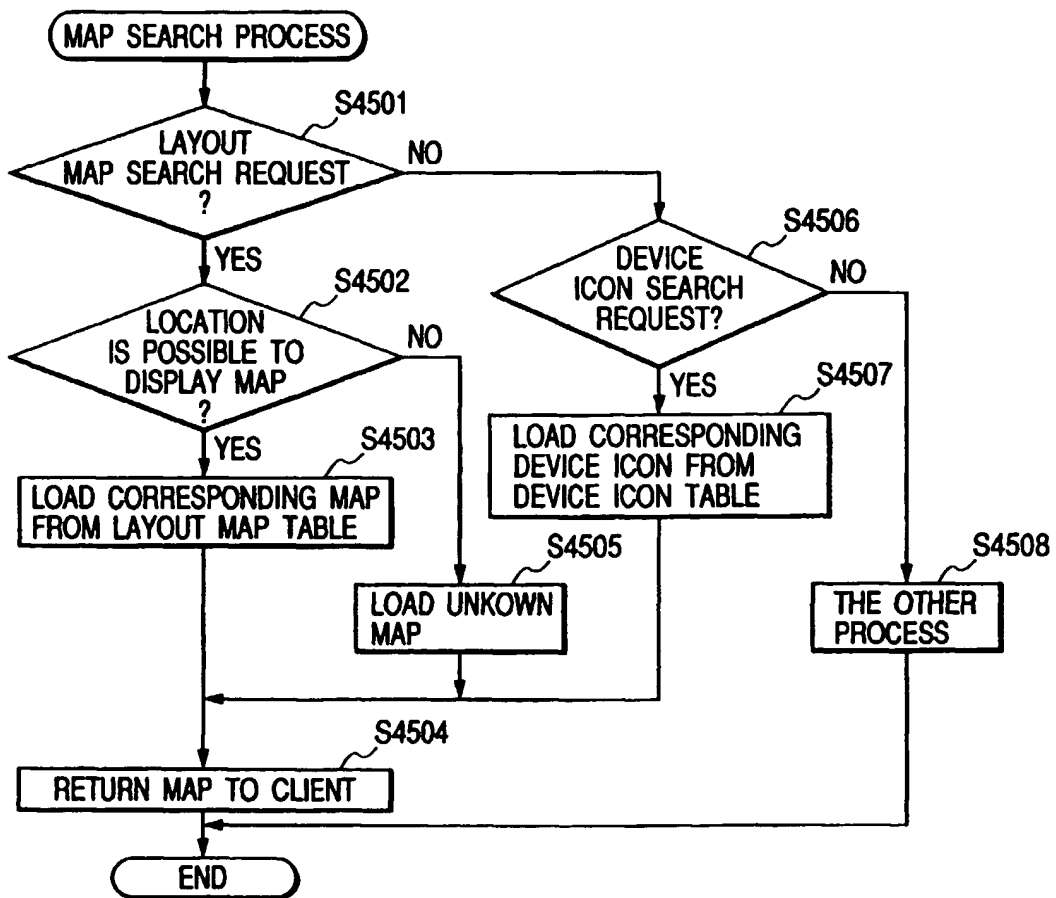 MAP SEARCH PROCESS
S4501
LAYOUT
MAP SEARCH REQUEST
?
NO
YES
S4502
LOCATION
IS POSSIBLE TO
DISPLAY MAP
?
NO
YES
S4503
LOAD CORRESPONDING MAP
FROM LAYOUT MAP TABLE
S4505
LOAD UNKOWN
MAP
S4506
DEVICE
ICON SEARCH
REQUEST?
NO
YES
S4507
LOAD CORRESPONDING
DEVICE ICON FROM
DEVICE ICON TABLE
S4508
THE OTHER
PROCESS
S4504
RETURN MAP TO CLIENT
END